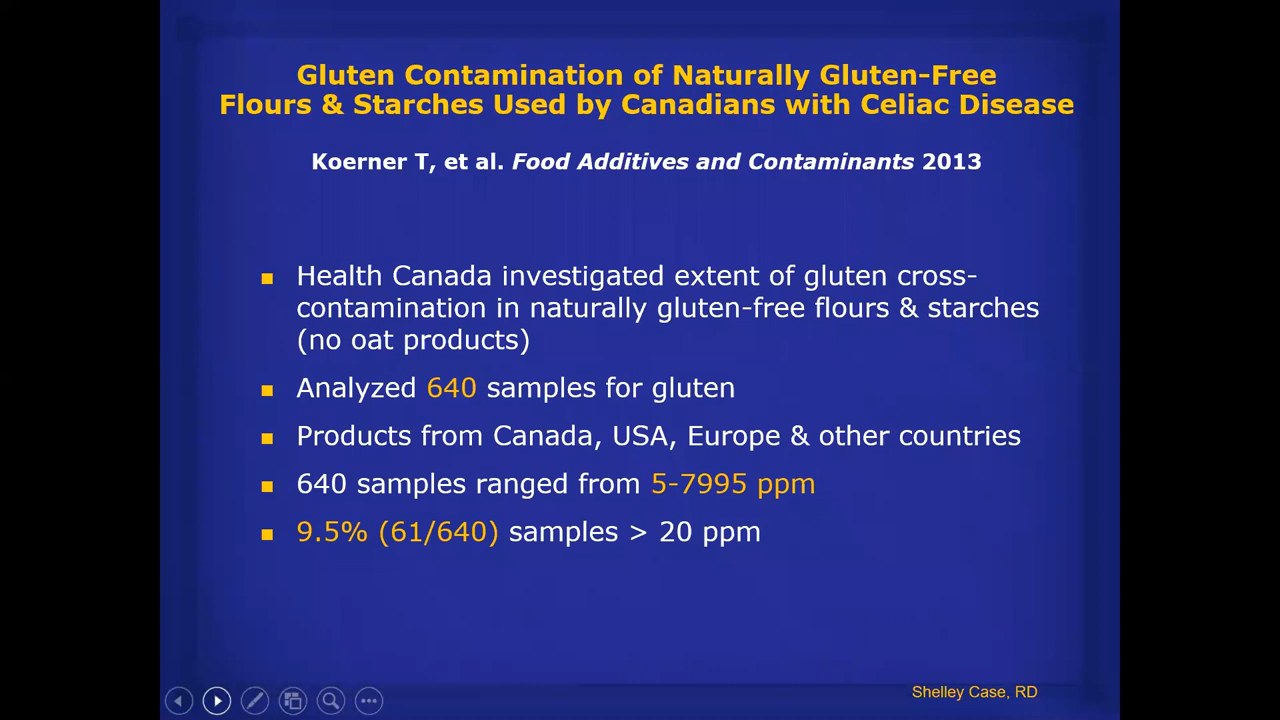 Gluten Contamination of Naturally Gluten-Free
Flours & Starches Used by Canadians with Celiac Disease
Koerner T, et al. Food Additives and Contaminants 2013
Health Canada investigated extent of gluten cross-
contamination in naturally gluten-free flours & starches
(no oat products)
Analyzed 640 samples for gluten
Products from Canada, USA, Europe & other countries
640 samples ranged from 5-7995 ppm
9.5% (61/640) samples > 20 ppm
Shelley Case, RD